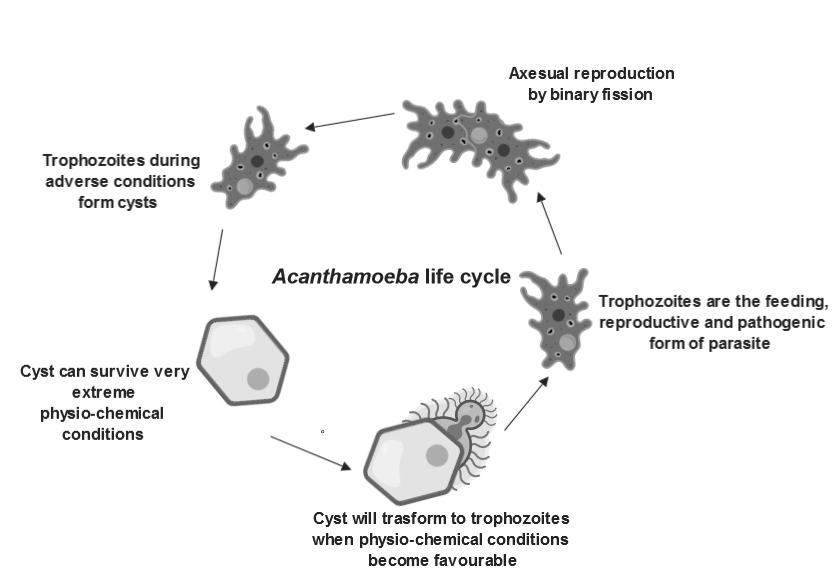 Axesual reproduction
by binary fission
Trophozoites during
adverse conditions
form cysts
Acanthamoeba life cycle
Trophozoites are the feeding,
reproductive and pathogenic
form of parasite
Cyst can survive very
extreme
physio-chemical
conditions
Cyst will trasform to trophozoites
when physio-chemical conditions
become favourable